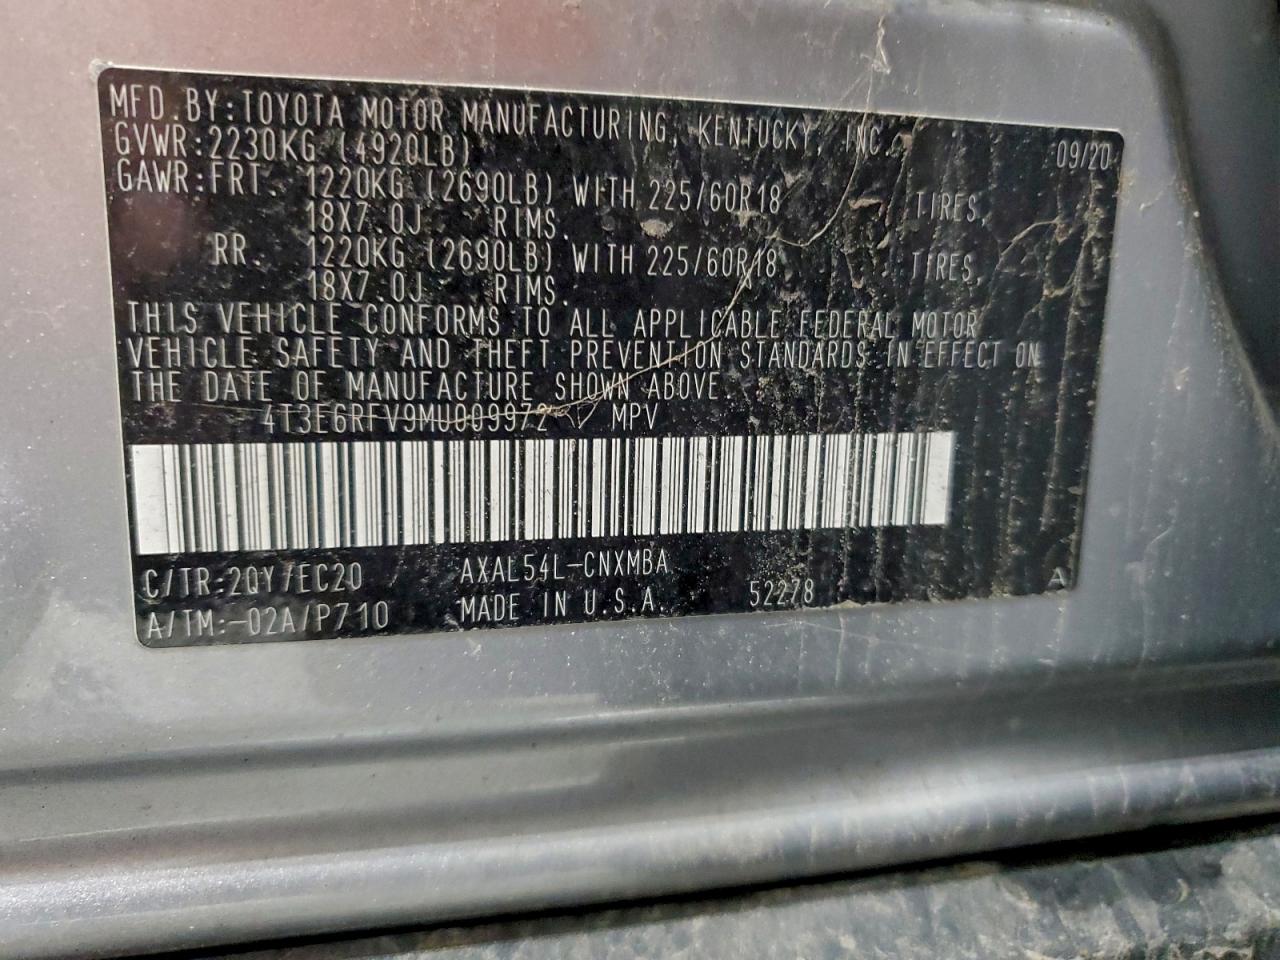 MFD.BY:TOYOTA MOTOR MANUFACTURING, KENTUCKY, INC.
GVWR:2230KG (4920LB) 09/20
GAWR:FRT. 1220KG (2690LB) WITH 225/60R18 TIRES,
18X7.0J RIMS.
RR. 1220KG (2690LB) WITH 225/60R18 TIRES,
18X7.0J RIMS.
THIS VEHICLE CONFORMS TO ALL APPLICABLE FEDERAL MOTOR
VEHICLE SAFETY AND THEFT PREVENTION STANDARDS IN EFFECT ON
THE DATE OF MANUFACTURE SHOWN ABOVE.
4T3E6RFV9MU009972 MPV
C/TR:2QY/EC20 AXAL54L-CNXMBA
A/TM:-02A/P710 MADE IN U.S.A. 52278 A